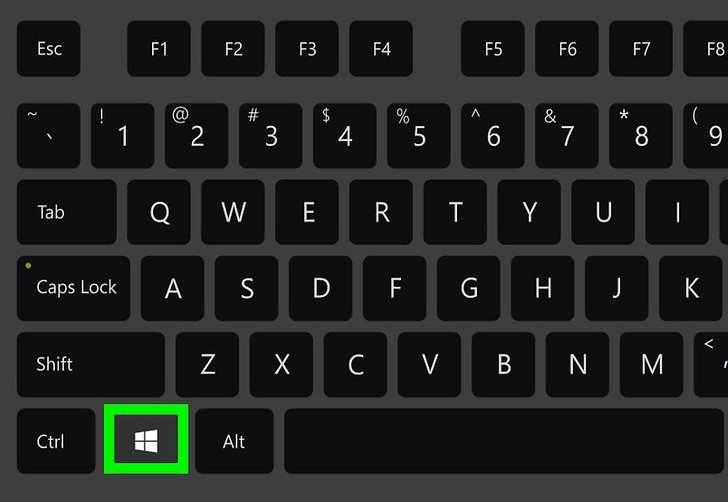 Esc F1 F2 F3 F4 F5 F6 F7 F8
~ ! @ # $ % ^ & * (
` 1 2 3 4 5 6 7 8 9
Tab Q W E R T Y U I
Caps Lock A S D F G H J K
Shift Z X C V B N M <
Ctrl Alt